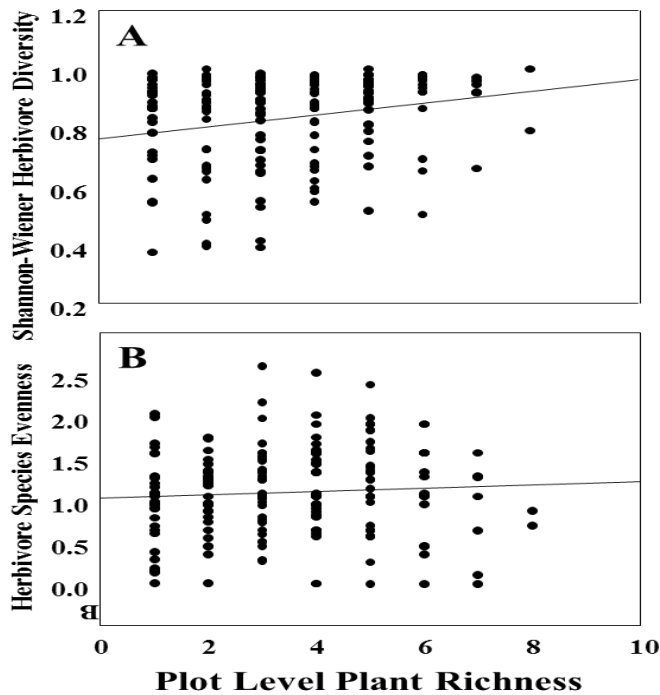 1.2
A
1.0
0.8
0.6
0.4
0.2
Shannon-Wiener Herbivore Diversity
B
2.5
2.0
1.5
1.0
0.5
0.0
Herbivore Species Evenness
B
0 2 4 6 8 10
Plot Level Plant Richness